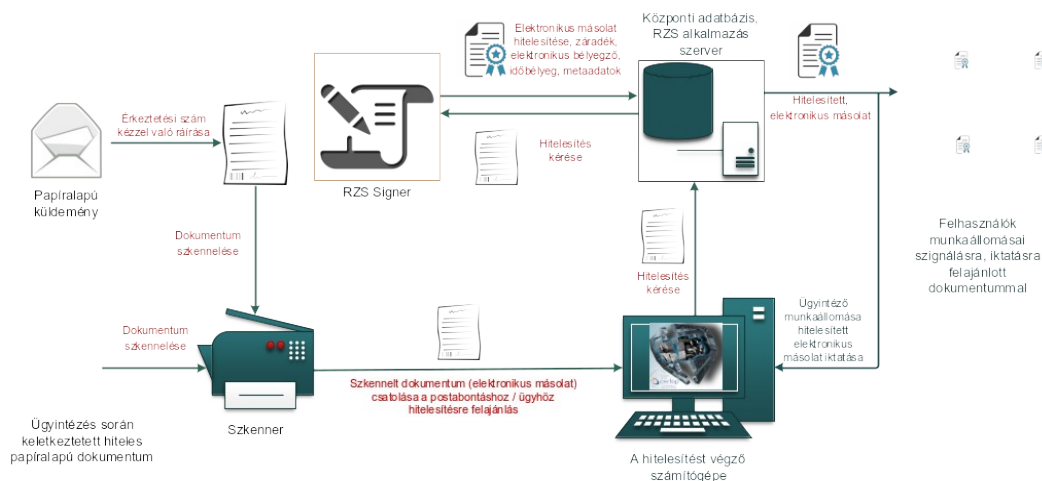 Elektronikus másolat
hitelesítése, záradék,
elektronikus bélyegző,
időbélyeg, metaadatok
Központi adatbázis,
RZS alkalmazás
szerver
Érkeztetési szám
kézzel való ráírása
Hitelesítés
kérése
Hitelesített,
elektronikus másolat
Papíralapú
küldemény
RZS Signer
Dokumentum
szkennelése
Hitelesítés
kérése
Felhasználók
munkaállomásai
szignálásra, iktatásra
felajánlott
dokumentummal
Dokumentum
szkennelése
Ügyintéző
munkaállomása
hitelesített
elektronikus
másolat iktatása
Szkennelt dokumentum (elektronikus másolat)
csatolása a postabontáshoz / ügyhöz
hitelesítésre felajánlás
Ügyintézés során
keletkeztetett hiteles
papíralapú dokumentum
Szkenner
A hitelesítést végző
számítógépe